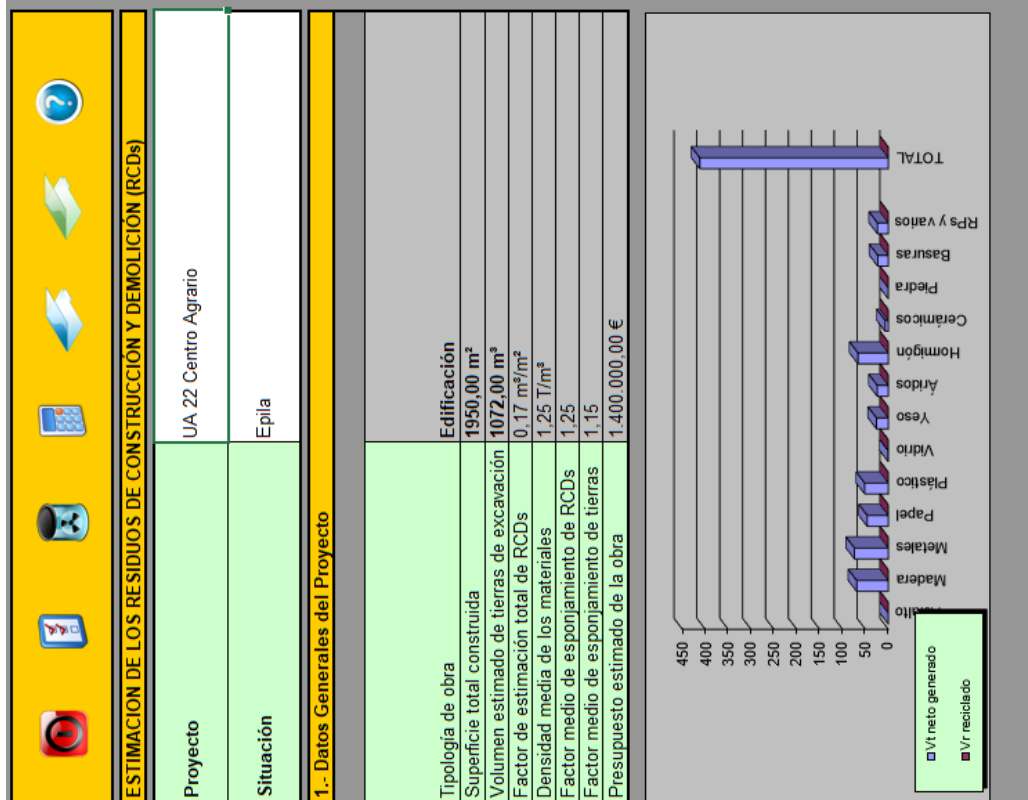 ESTIMACION DE LOS RESIDUOS DE CONSTRUCCIÓN Y DEMOLICIÓN (RCDs)
Proyecto UA 22 Centro Agrario
Situación Epila
1.- Datos Generales del Proyecto
Tipología de obra Edificación
Superficie total construida 1950,00 m²
Volumen estimado de tierras de excavación 1072,00 m³
Factor de estimación total de RCDs 0,17 m³/m²
Densidad media de los materiales 1,25 T/m³
Factor medio de esponjamiento de RCDs 1,25
Factor medio de esponjamiento de tierras 1,15
Presupuesto estimado de la obra 1.400.000,00 €
450
400
350
300
250
200
150
100
50
0
Madera
Metales
Papel
Plástico
Vidrio
Yeso
Áridos
Hormigón
Cerámicos
Piedra
Basuras
RPs y varios
TOTAL
Vt neto generado
Vr reciclado